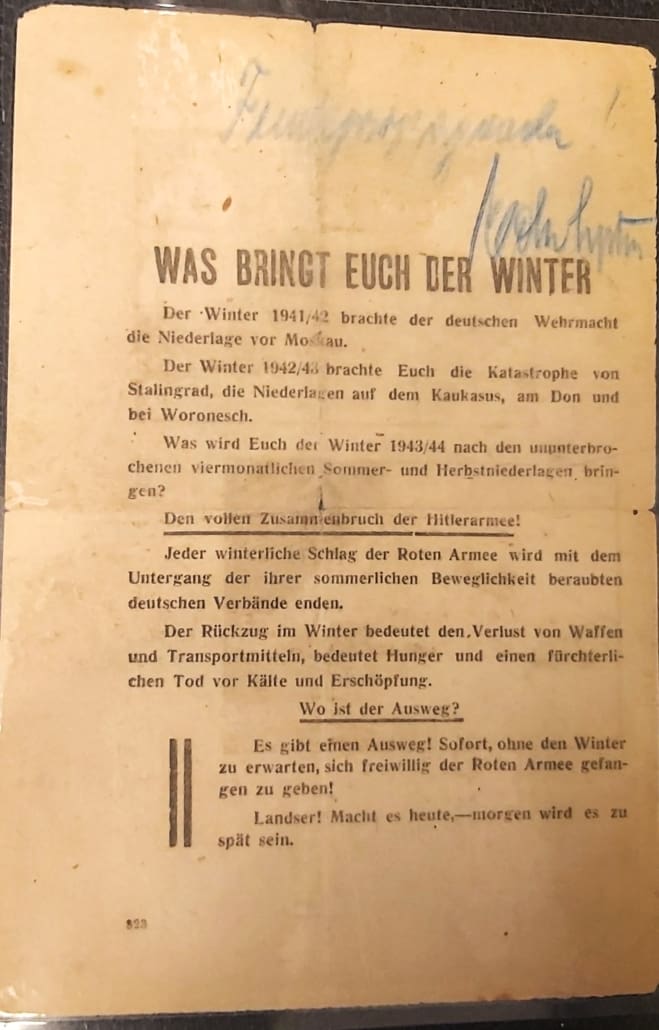 Feindpropaganda!
WAS BRINGT EUCH DER WINTER
Der Winter 1941/42 brachte der deutschen Wehrmacht
die Niederlage vor Moskau.
Der Winter 1942/43 brachte Euch die Katastrophe von
Stalingrad, die Niederlagen auf dem Kaukasus, am Don und
bei Woronesch.
Was wird Euch der Winter 1943/44 nach den ununterbro-
chenen viermonatlichen Sommer- und Herbstniederlagen brin-
gen?
Den vollen Zusammenbruch der Hitlerarmee!
Jeder winterliche Schlag der Roten Armee wird mit dem
Untergang der ihrer sommerlichen Beweglichkeit beraubten
deutschen Verbände enden.
Der Rückzug im Winter bedeutet den Verlust von Waffen
und Transportmitteln, bedeutet Hunger und einen fürchterli-
chen Tod vor Kälte und Erschöpfung.
Wo ist der Ausweg?
Es gibt einen Ausweg! Sofort, ohne den Winter
zu erwarten, sich freiwillig der Roten Armee gefan-
gen zu geben!
Landser! Macht es heute,—morgen wird es zu
spät sein.
823